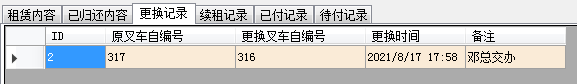 租赁内容 已归还内容 更换记录 续租记录 已付记录 待付记录
ID 原叉车自编号 更换叉车自编号 更换时间 备注
2 317 316 2021/8/17 17:58 邓总交办